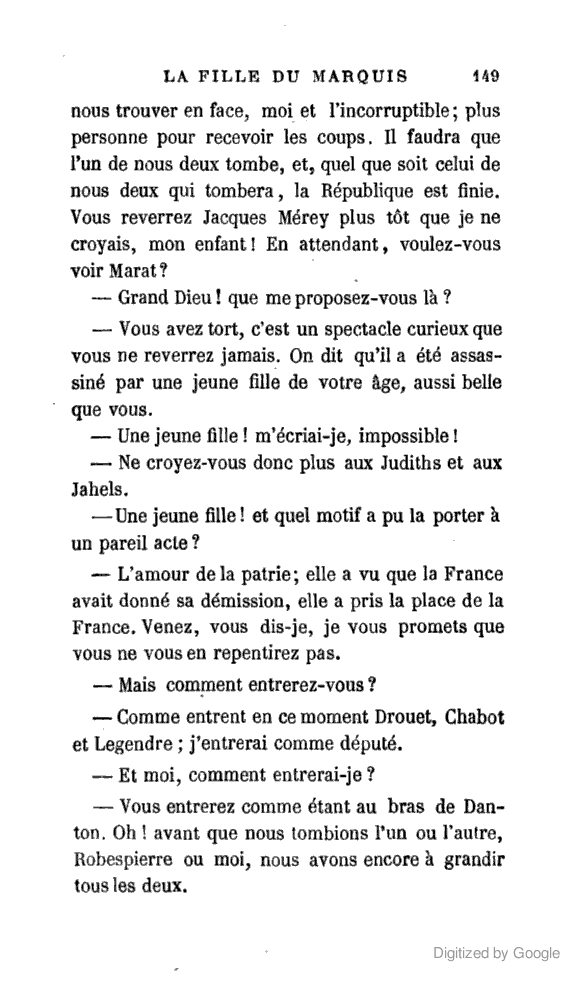 LA FILLE DU MARQUIS 149
nous trouver en face, moi et l'incorruptible; plus
personne pour recevoir les coups. Il faudra que
l'un de nous deux tombe, et, quel que soit celui de
nous deux qui tombera, la République est finie.
Vous reverrez Jacques Mérey plus tôt que je ne
croyais, mon enfant! En attendant, voulez-vous
voir Marat?
— Grand Dieu! que me proposez-vous là?
— Vous avez tort, c'est un spectacle curieux que
vous ne reverrez jamais. On dit qu'il a été assas-
siné par une jeune fille de votre âge, aussi belle
que vous.
— Une jeune fille! m'écriai-je, impossible!
— Ne croyez-vous donc plus aux Judiths et aux
Jahels.
— Une jeune fille! et quel motif a pu la porter à
un pareil acte?
— L'amour de la patrie; elle a vu que la France
avait donné sa démission, elle a pris la place de la
France. Venez, vous dis-je, je vous promets que
vous ne vous en repentirez pas.
— Mais comment entrerez-vous?
— Comme entrent en ce moment Drouet, Chabot
et Legendre; j'entrerai comme député.
— Et moi, comment entrerai-je?
— Vous entrerez comme étant au bras de Dan-
ton. Oh! avant que nous tombions l'un ou l'autre,
Robespierre ou moi, nous avons encore à grandir
tous les deux.
Digitized by Google